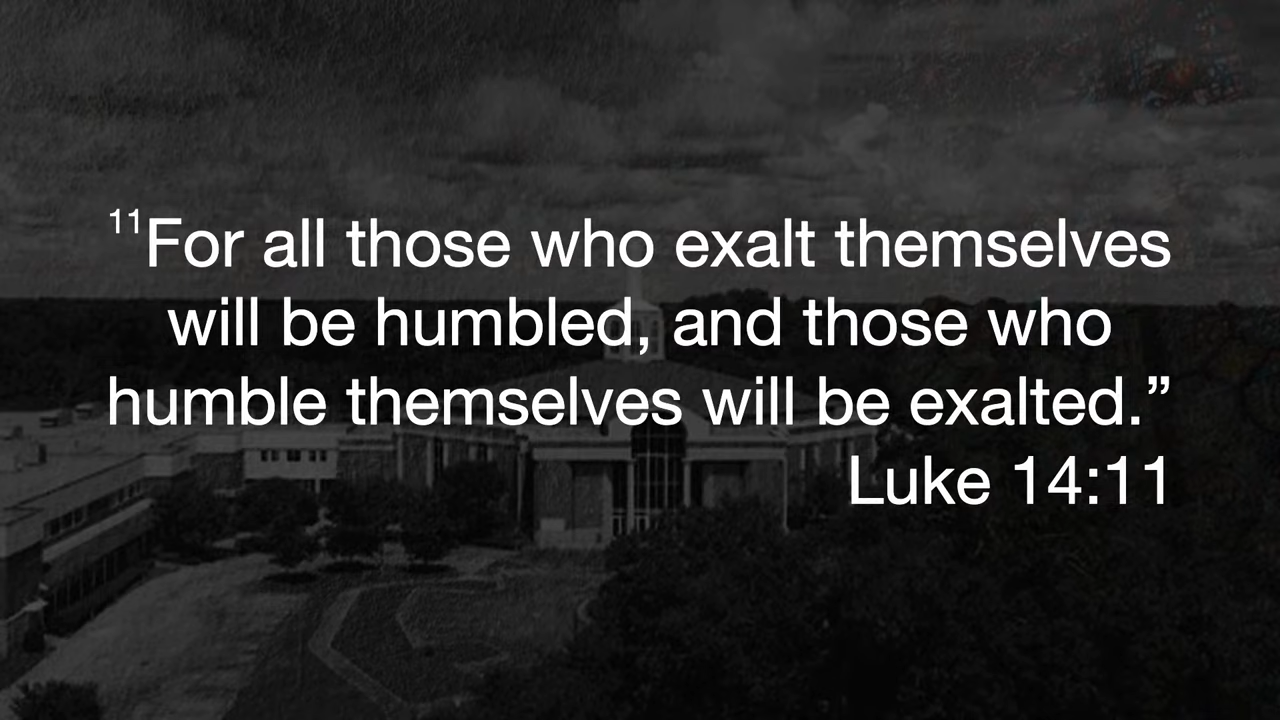 ¹¹For all those who exalt themselves
will be humbled, and those who
humble themselves will be exalted.”
Luke 14:11